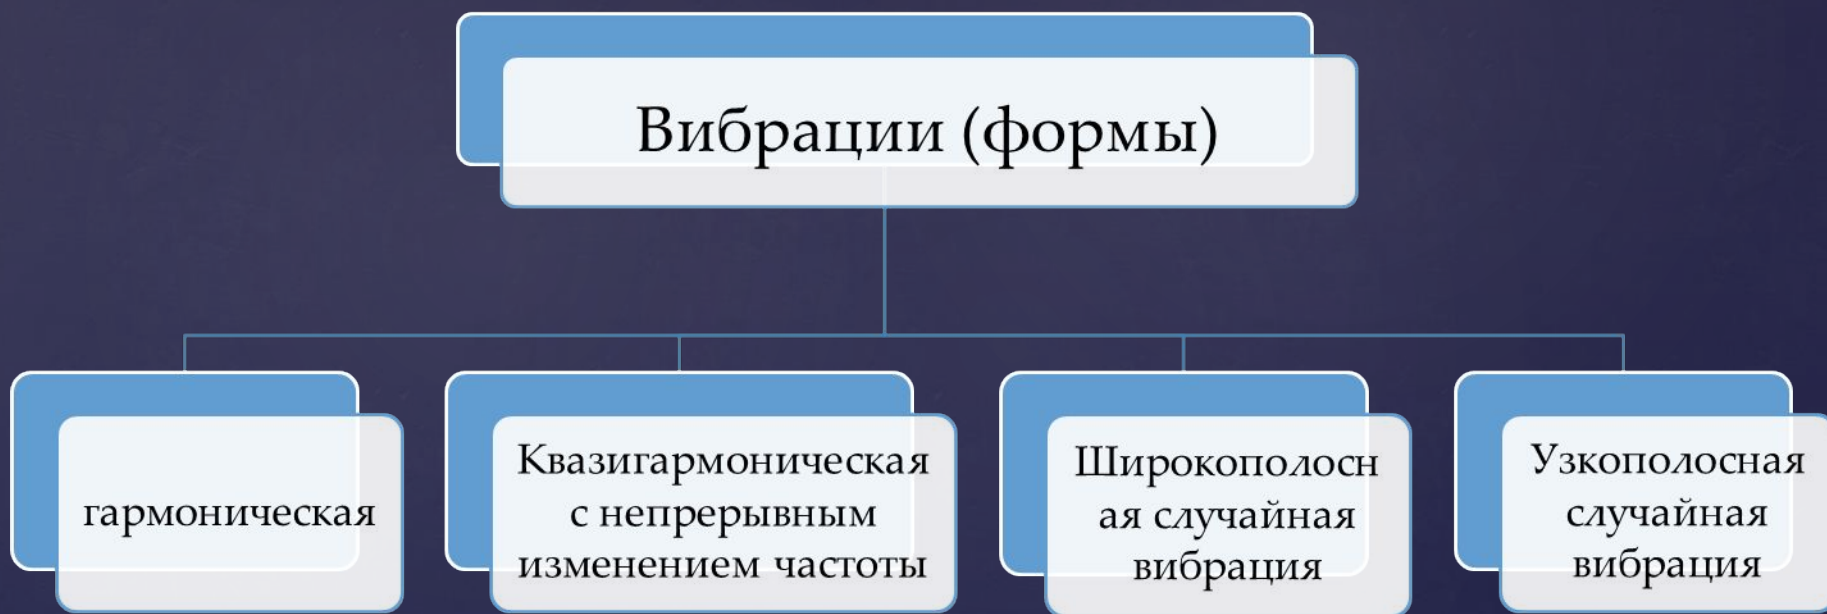 Вибрации (формы)
гармоническая
Квазигармоническая
с непрерывным
изменением частоты
Широкополосн
ая случайная
вибрация
Узкополосная
случайная
вибрация